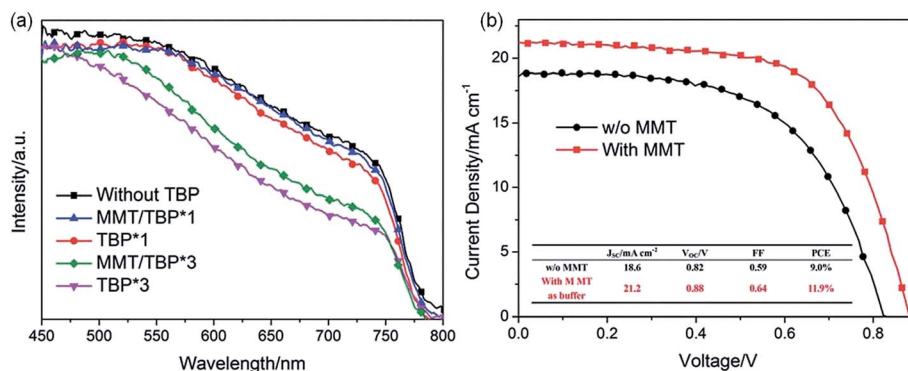 (a)
Intensity/a.u.
Without TBP
MMT/TBP*1
TBP*1
MMT/TBP*3
TBP*3
450 500 550 600 650 700 750 800
Wavelength/nm
(b)
Current Density/mA cm-1
20
15
10
5
0
w/o MMT
With MMT
JSC/mA cm-2 VOC/V FF PCE
w/o MMT 18.6 0.82 0.59 9.0%
With M MT
as buffer 21.2 0.88 0.64 11.9%
0.0 0.2 0.4 0.6 0.8
Voltage/V